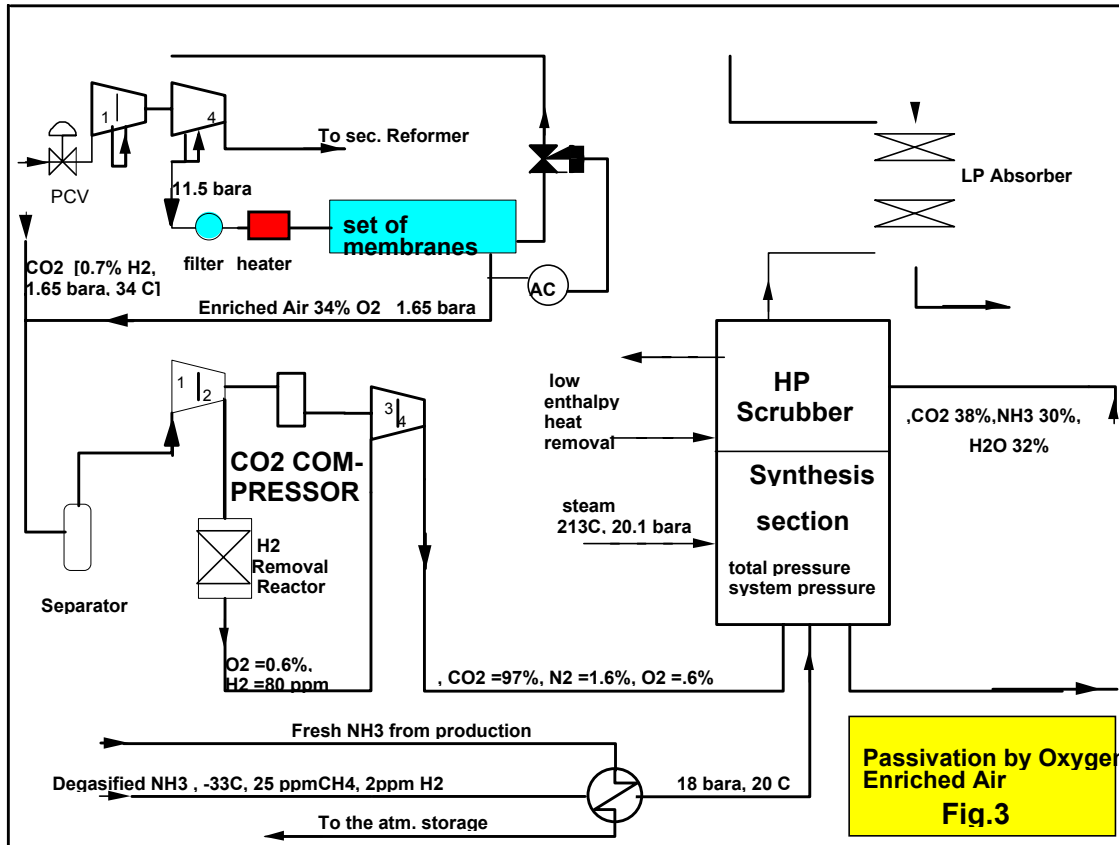 1
4
To sec. Reformer
PCV
11.5 bara
LP Absorber
set of
membranes
filter heater
CO2 [0.7% H2,
1.65 bara, 34 C]
AC
Enriched Air 34% O2 1.65 bara
1
2
3
4
low
enthalpy
heat
removal
HP
Scrubber
,CO2 38%,NH3 30%,
H2O 32%
CO2 COM-
PRESSOR
Synthesis
section
steam
213C, 20.1 bara
H2
Removal
Reactor
total pressure
system pressure
Separator
O2 =0.6%,
H2 =80 ppm
, CO2 =97%, N2 =1.6%, O2 =.6%
Fresh NH3 from production
Degasified NH3 , -33C, 25 ppmCH4, 2ppm H2
18 bara, 20 C
To the atm. storage
Passivation by Oxygen
Enriched Air
Fig.3